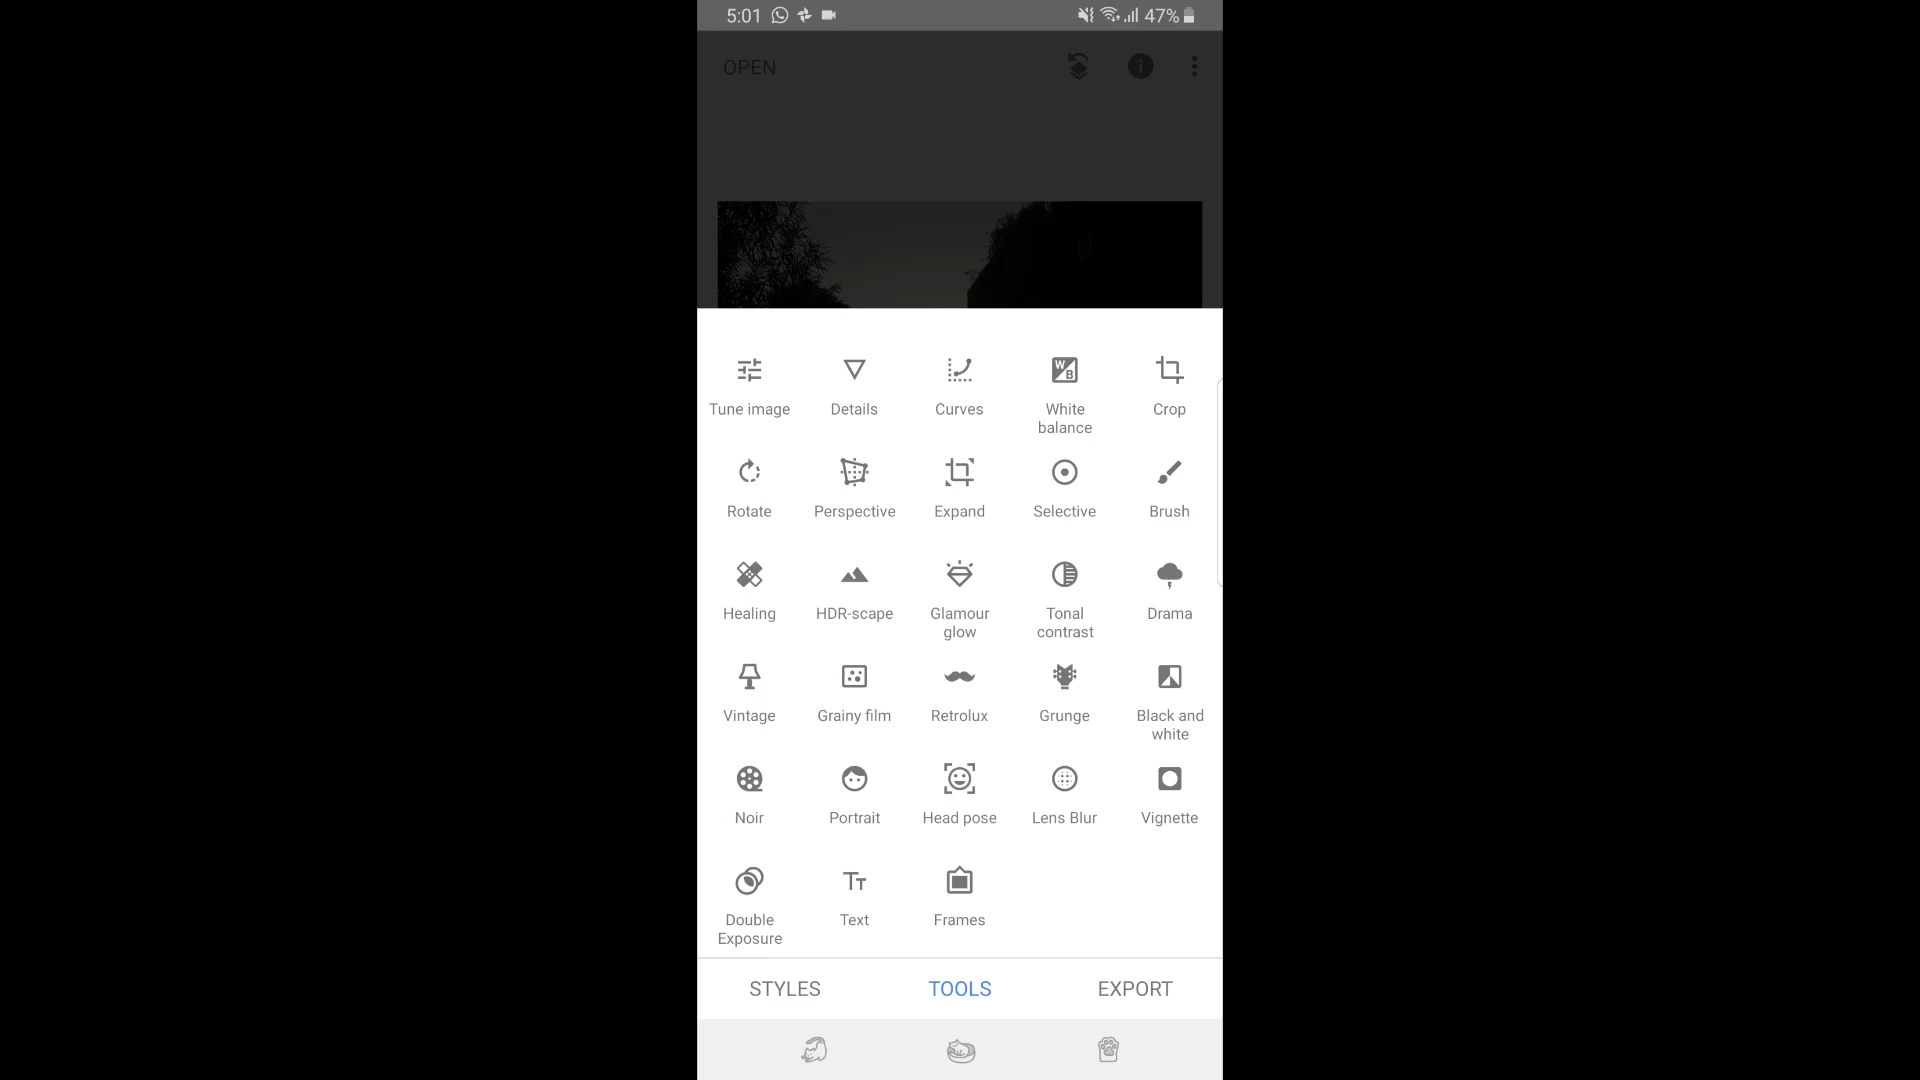 5:01 47%
OPEN
Tune image Details Curves White balance Crop
Rotate Perspective Expand Selective Brush
Healing HDR-scape Glamour glow Tonal contrast Drama
Vintage Grainy film Retrolux Grunge Black and white
Noir Portrait Head pose Lens Blur Vignette
Double Exposure Text Frames
STYLES TOOLS EXPORT